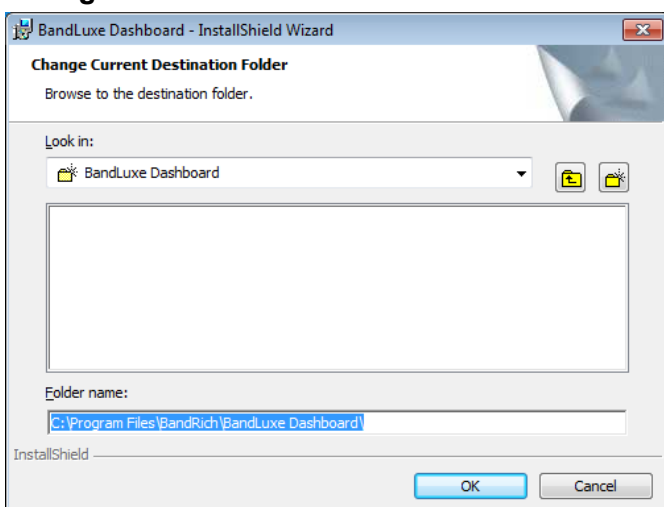 BandLuxe Dashboard - InstallShield Wizard
Change Current Destination Folder
Browse to the destination folder.
Look in:
BandLuxe Dashboard
Folder name:
C:\Program Files\BandRich\BandLuxe Dashboard\
InstallShield
OK Cancel